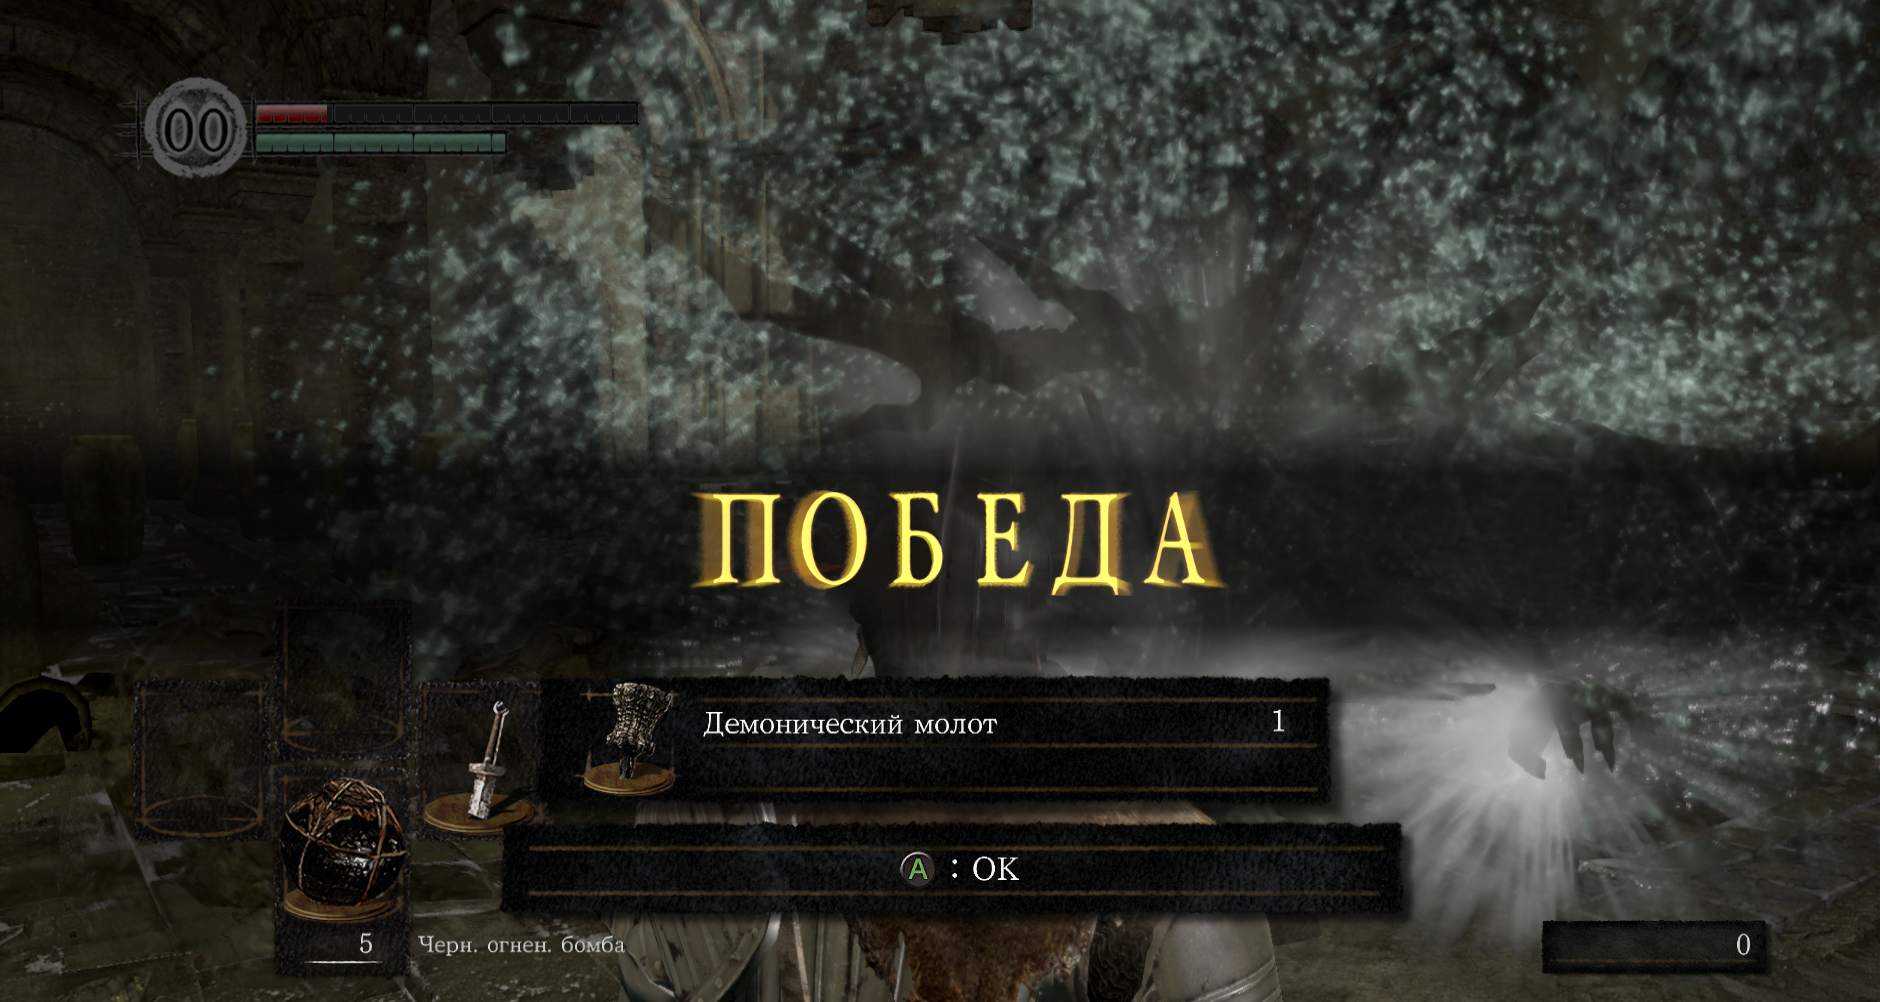 00
ПОБЕДА
Демонический молот 1
A : OK
5 Черн. огнен. бомба
0